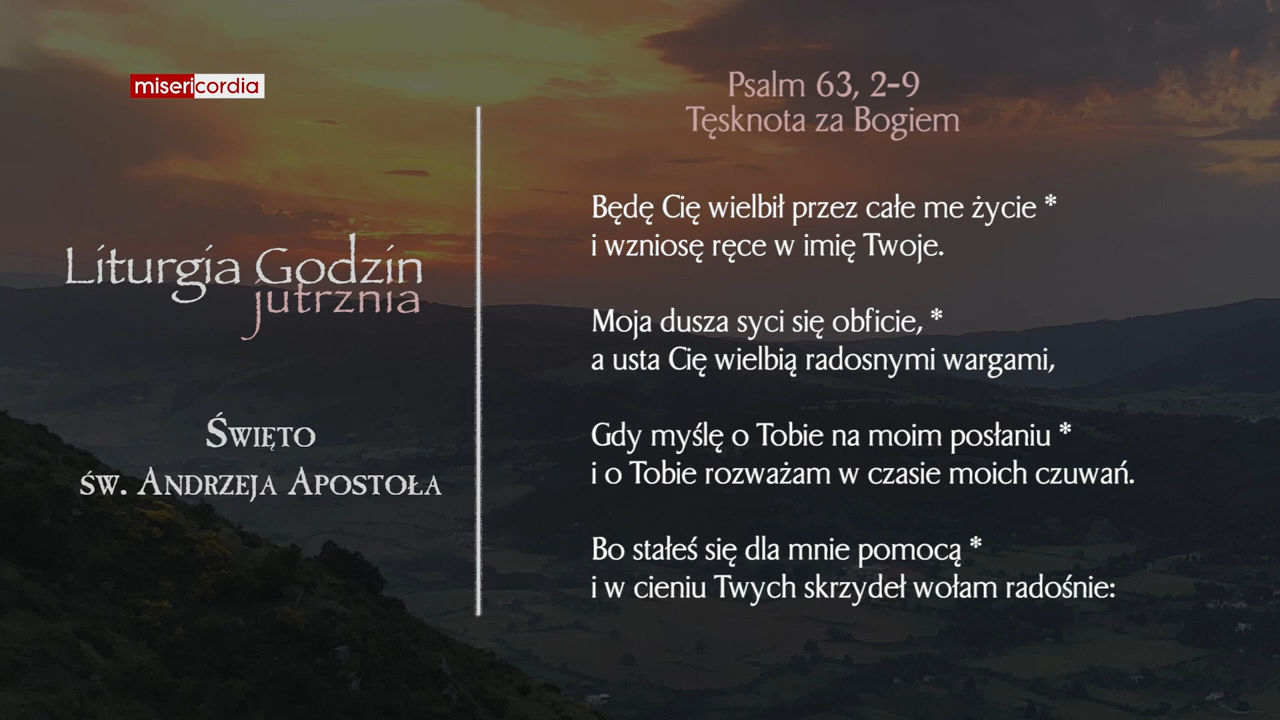 misericordia
Liturgia Godzin
jutrznia
Święto
św. Andrzeja Apostoła
Psalm 63, 2-9
Tęsknota za Bogiem
Będę Cię wielbił przez całe me życie *
i wzniosę ręce w imię Twoje.
Moja dusza syci się obficie, *
a usta Cię wielbią radosnymi wargami,
Gdy myślę o Tobie na moim posłaniu *
i o Tobie rozważam w czasie moich czuwań.
Bo stałeś się dla mnie pomocą *
i w cieniu Twych skrzydeł wołam radośnie: